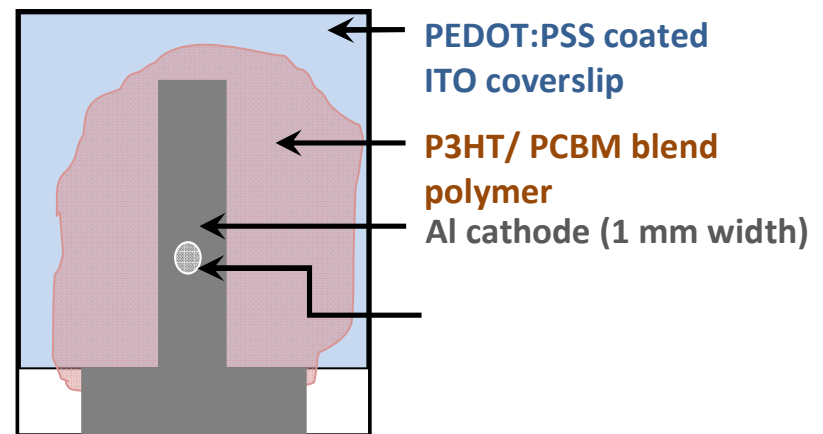 PEDOT:PSS coated
ITO coverslip
P3HT/ PCBM blend
polymer
Al cathode (1 mm width)